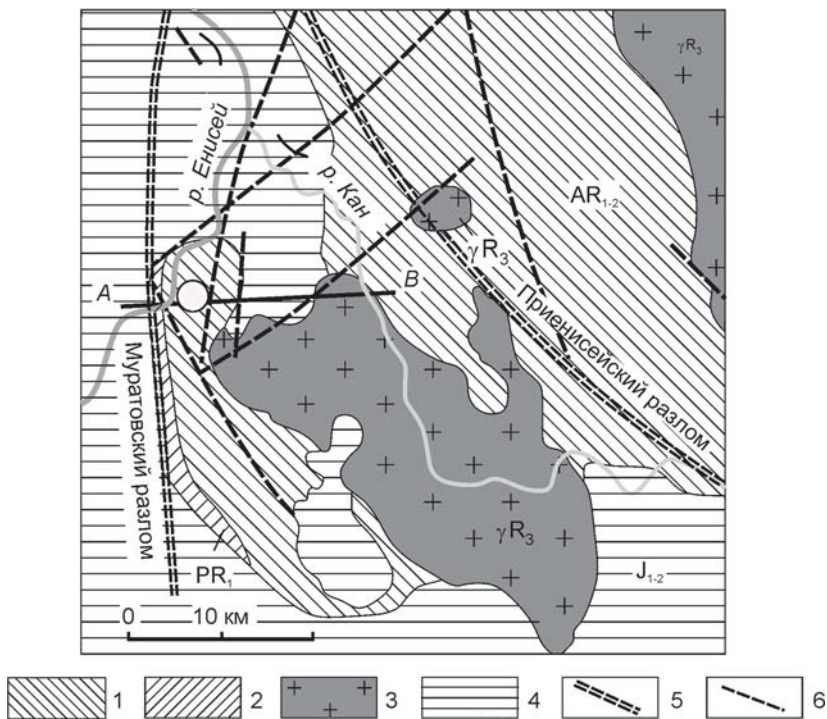 γR₃
р. Енисей
р. Кан
AR₁₋₂
γR₃
A
B
Приенисейский разлом
Муратовский разлом
γR₃
PR₁
J₁₋₂
0 10 км
1 2 3 4 5 6